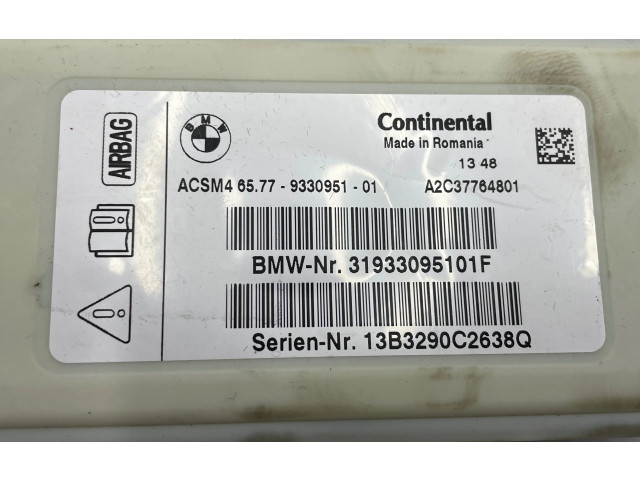 AIRBAG
BMW
Continental
Made in Romania
13 48
ACSM4 65.77 - 9330951 - 01 A2C37764801
BMW-Nr. 31933095101F
Serien-Nr. 13B3290C2638Q